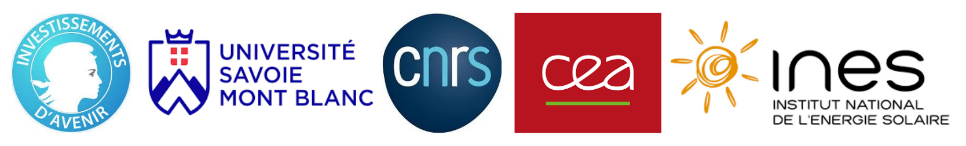 INVESTISSEMENTS
D'AVENIR
UNIVERSITÉ
SAVOIE
MONT BLANC
cnrs
cea
ines
INSTITUT NATIONAL
DE L'ENERGIE SOLAIRE